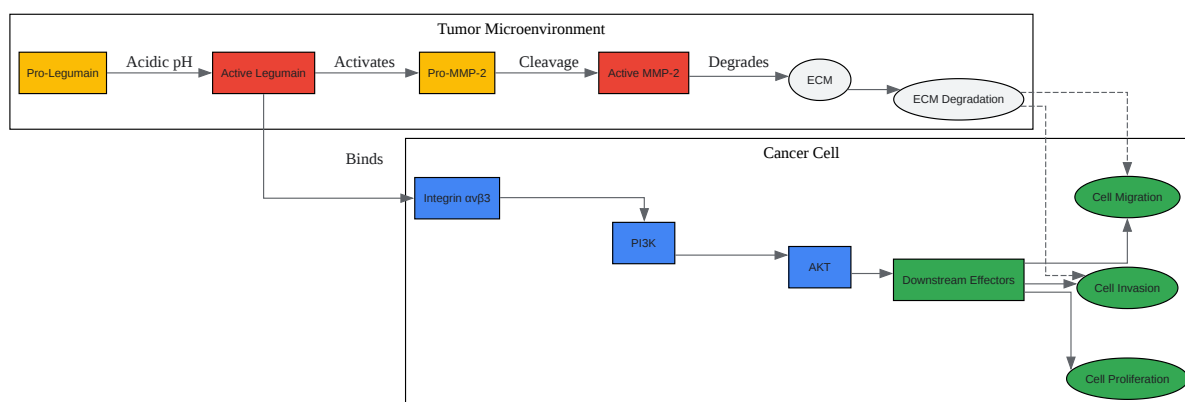 Tumor Microenvironment
Pro-Legumain
Acidic pH
Active Legumain
Activates
Pro-MMP-2
Cleavage
Active MMP-2
Degrades
ECM
ECM Degradation
Binds
Cancer Cell
Integrin αvβ3
Cell Migration
PI3K
AKT
Downstream Effectors
Cell Invasion
Cell Proliferation